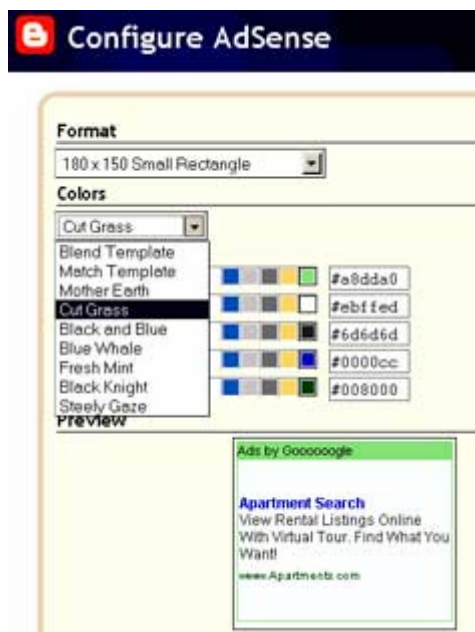 Configure AdSense
Format
180 x 150 Small Rectangle
Colors
Cut Grass
Blend Template
Match Template
Mother Earth
Cut Grass
Black and Blue
Blue Whale
Fresh Mint
Black Knight
Steely Gaze
#a8dda0
#ebffed
#6d6d6d
#0000cc
#008000
Preview
Ads by Goooooogle
Apartment Search
View Rental Listings Online
With Virtual Tour. Find What You
Want!
www.Apartments.com